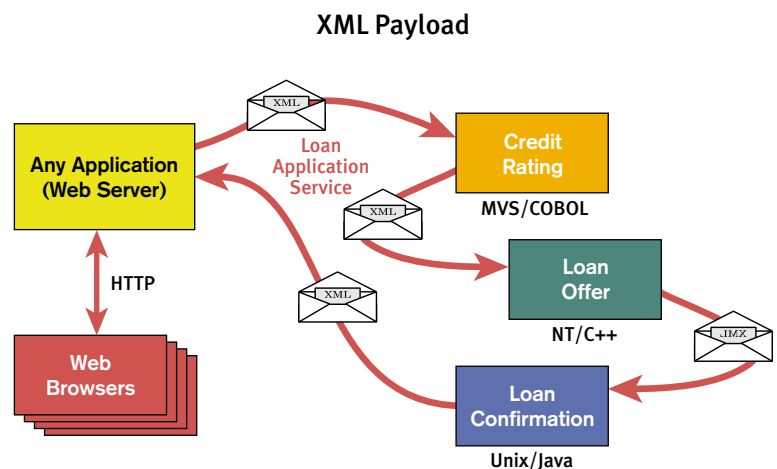 XML Payload
XML
Any Application
(Web Server)
Loan
Application
Service
Credit
Rating
MVS/COBOL
XML
HTTP
XML
Loan
Offer
NT/C++
XML
Web
Browsers
Loan
Confirmation
Unix/Java